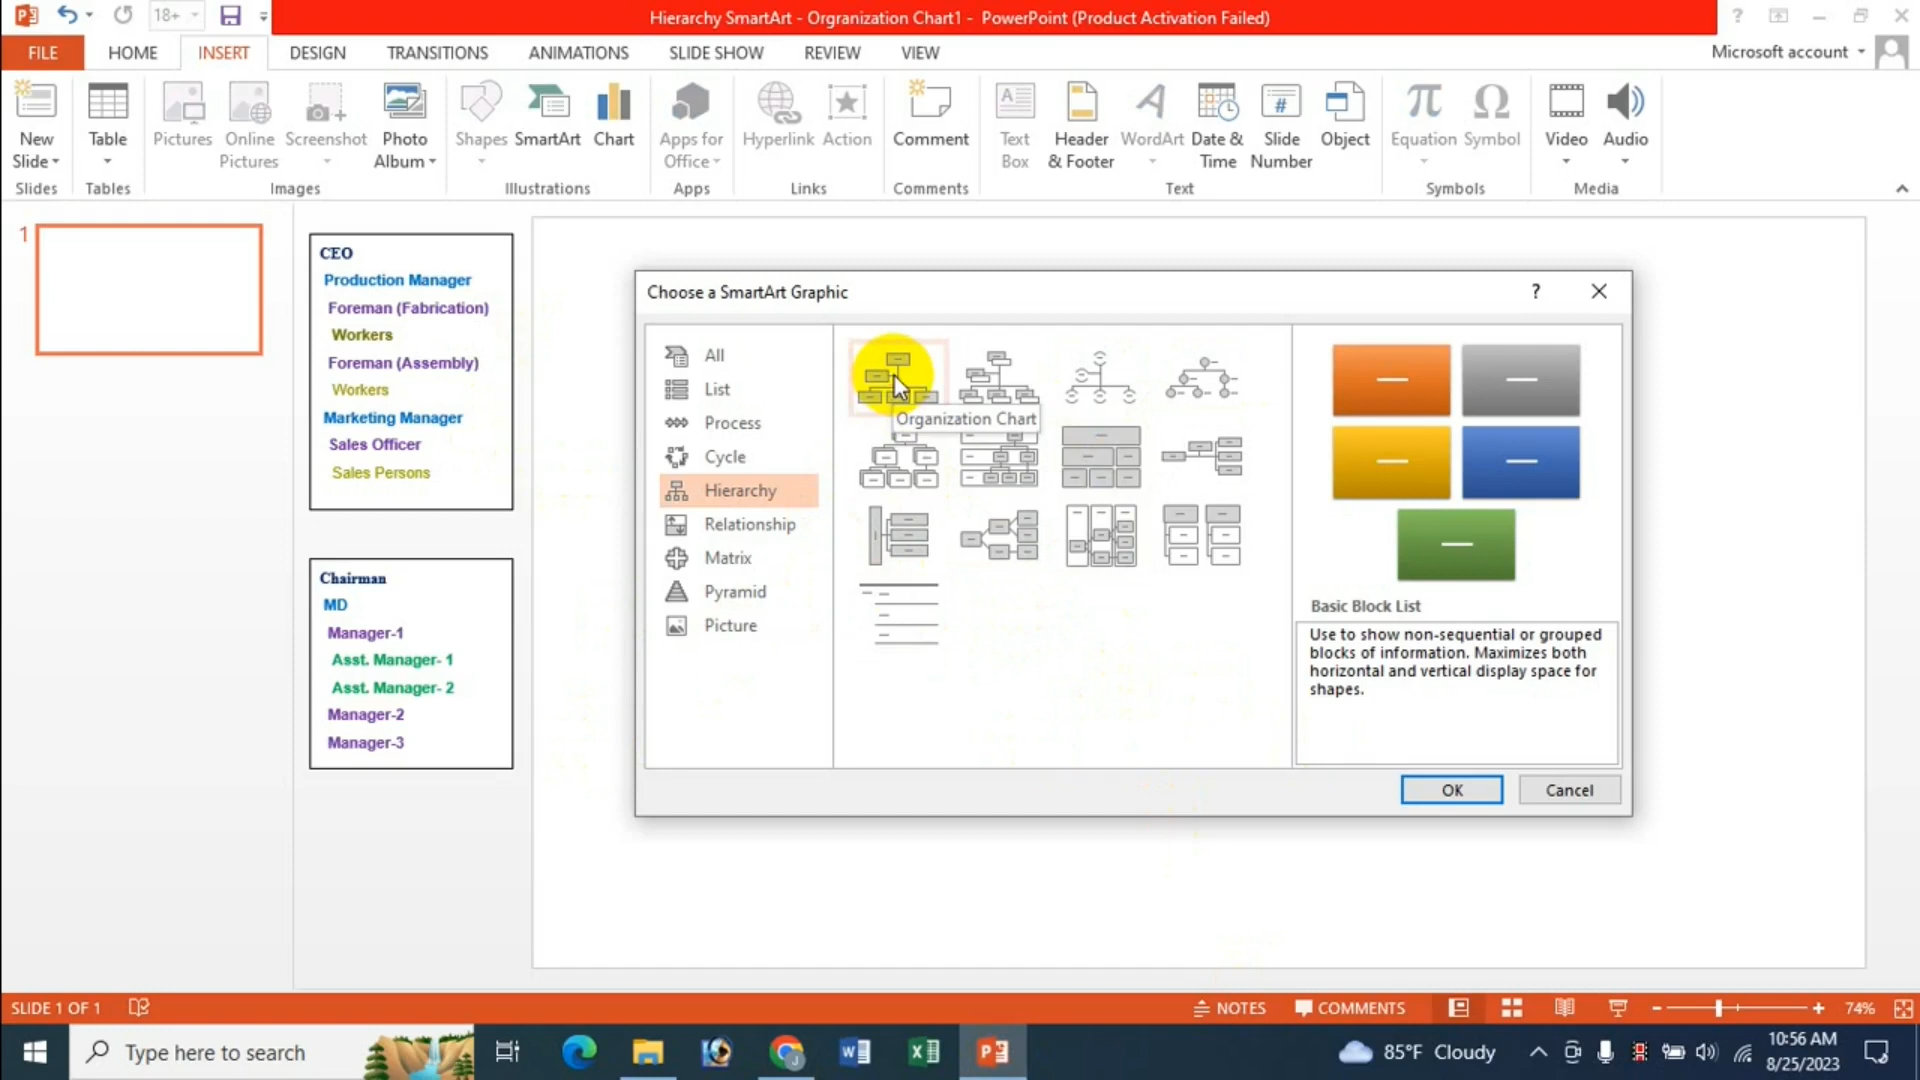 18+
Hierarchy SmartArt - Orgranization Chart1 - PowerPoint (Product Activation Failed)
?
FILE
HOME
INSERT
DESIGN
TRANSITIONS
ANIMATIONS
SLIDE SHOW
REVIEW
VIEW
Microsoft account
New Slide
Table
Pictures
Online Pictures
Screenshot
Photo Album
Shapes
SmartArt
Chart
Apps for Office
Hyperlink
Action
Comment
Text Box
Header & Footer
WordArt
Date & Time
Slide Number
Object
Equation
Symbol
Video
Audio
Slides
Tables
Images
Illustrations
Apps
Links
Comments
Text
Symbols
Media
1
CEO
Production Manager
Foreman (Fabrication)
Workers
Foreman (Assembly)
Workers
Marketing Manager
Sales Officer
Sales Persons
Chairman
MD
Manager-1
Asst. Manager- 1
Asst. Manager- 2
Manager-2
Manager-3
Choose a SmartArt Graphic
?
All
List
Process
Cycle
Hierarchy
Relationship
Matrix
Pyramid
Picture
Organization Chart
Basic Block List
Use to show non-sequential or grouped
blocks of information. Maximizes both
horizontal and vertical display space for
shapes.
OK
Cancel
SLIDE 1 OF 1
NOTES
COMMENTS
74%
Type here to search
85°F Cloudy
10:56 AM
8/25/2023